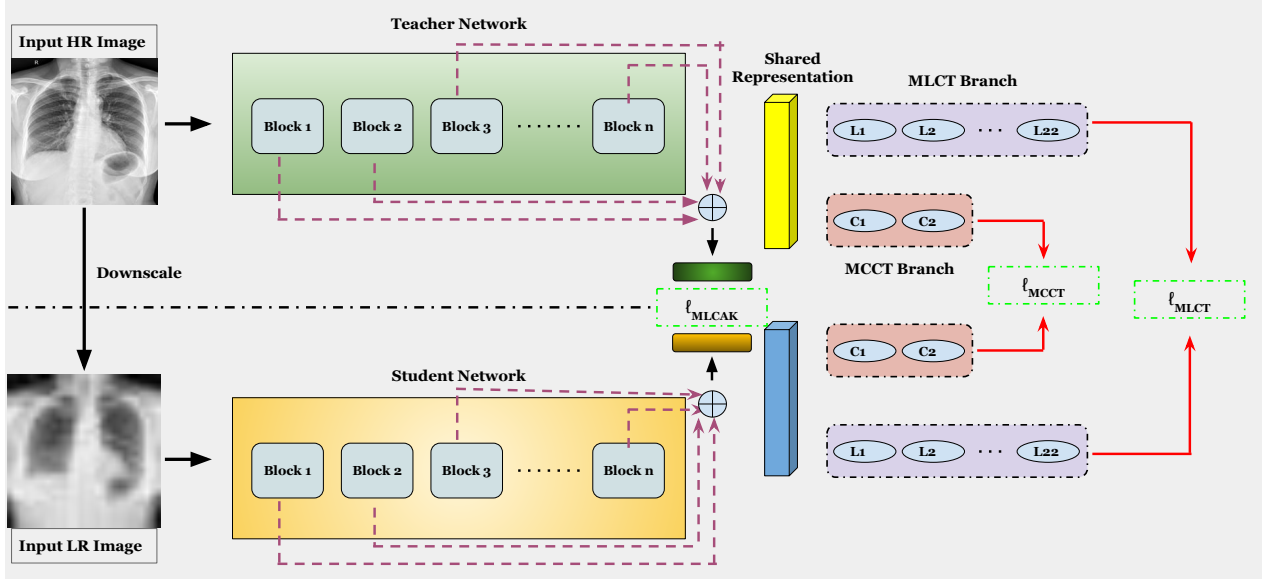 Input HR Image
R
Teacher Network
Block 1
Block 2
Block 3
Block n
Shared
Representation
MLCT Branch
L1
L2
L22
C1
C2
MCCT Branch
Downscale
ℓMLCAK
ℓMCCT
ℓMLCT
Student Network
Block 1
Block 2
Block 3
Block n
C1
C2
L1
L2
L22
Input LR Image